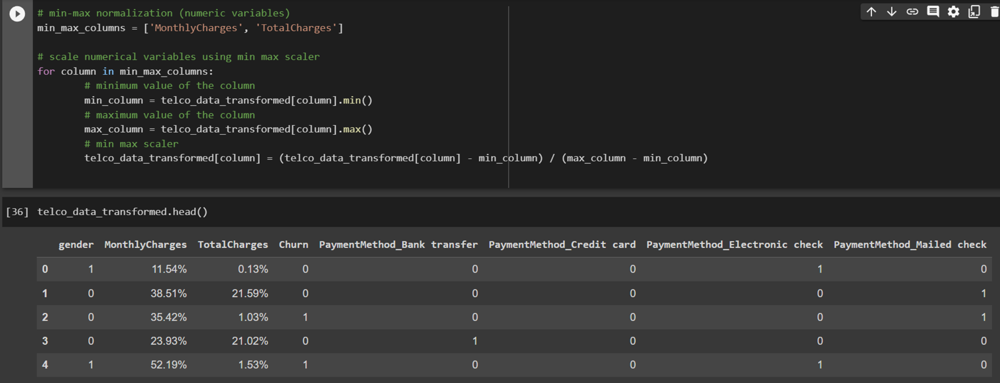 # min-max normalization (numeric variables)
min_max_columns = ['MonthlyCharges', 'TotalCharges']
# scale numerical variables using min max scaler
for column in min_max_columns:
# minimum value of the column
min_column = telco_data_transformed[column].min()
# maximum value of the column
max_column = telco_data_transformed[column].max()
# min max scaler
telco_data_transformed[column] = (telco_data_transformed[column] - min_column) / (max_column - min_column)
[36] telco_data_transformed.head()
gender MonthlyCharges TotalCharges Churn PaymentMethod_Bank transfer PaymentMethod_Credit card PaymentMethod_Electronic check PaymentMethod_Mailed check
0 1 11.54% 0.13% 0 0 0 1 0
1 0 38.51% 21.59% 0 0 0 0 1
2 0 35.42% 1.03% 1 0 0 0 1
3 0 23.93% 21.02% 0 1 0 0 0
4 1 52.19% 1.53% 1 0 0 1 0